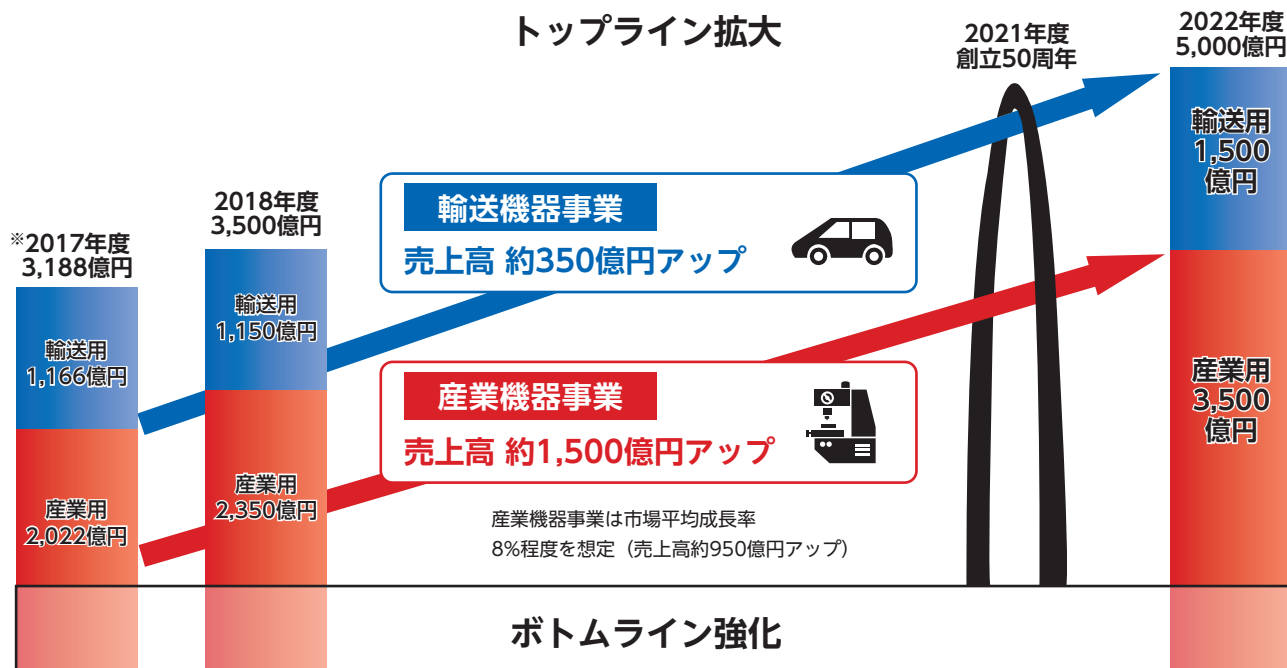 トップライン拡大
※2017年度
3,188億円
輸送用
1,166億円
産業用
2,022億円
2018年度
3,500億円
輸送用
1,150億円
産業用
2,350億円
輸送機器事業
売上高 約350億円アップ
産業機器事業
売上高 約1,500億円アップ
産業機器事業は市場平均成長率
8%程度を想定（売上高約950億円アップ）
2021年度
創立50周年
2022年度
5,000億円
輸送用
1,500
億円
産業用
3,500
億円
ボトムライン強化